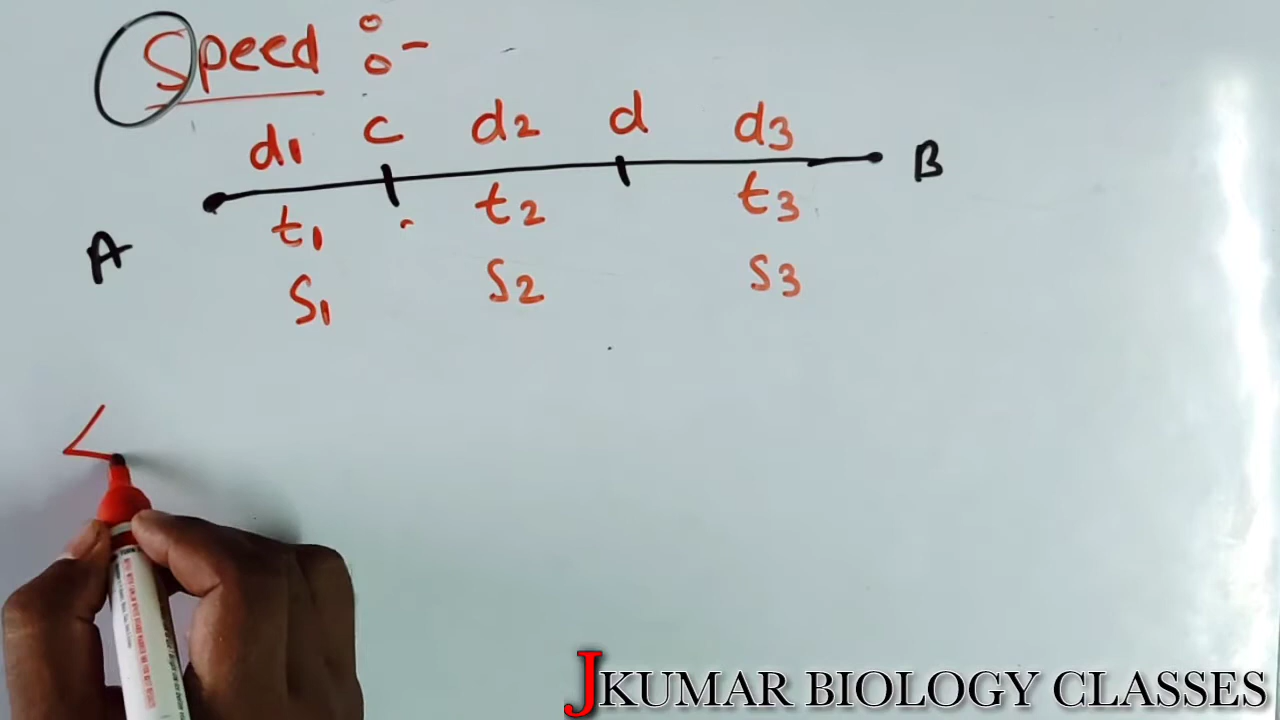 Speed :-
d1 c d2 d d3
A B
t1 t2 t3
S1 S2 S3
JKUMAR BIOLOGY CLASSES